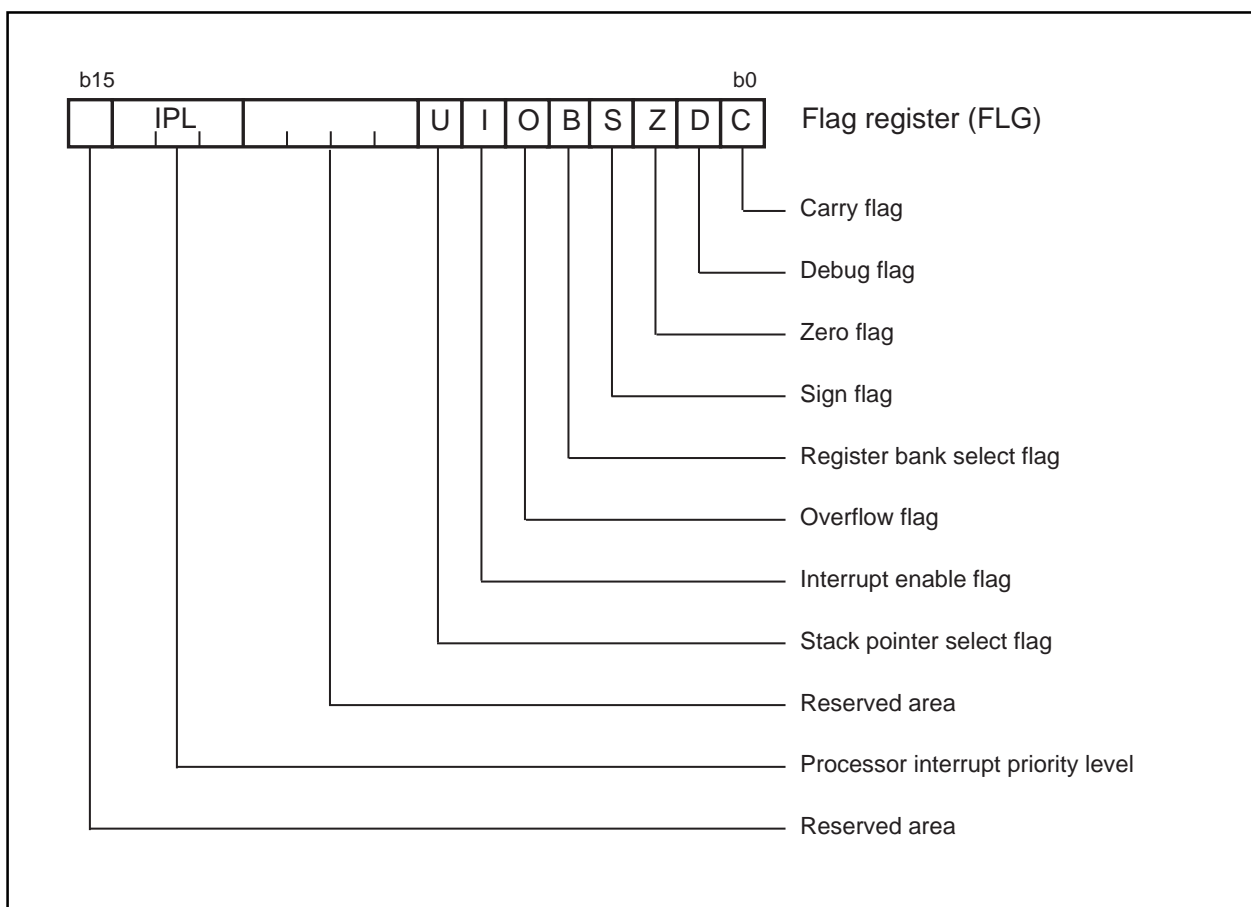 b15 b0
IPL U I O B S Z D C Flag register (FLG)
Carry flag
Debug flag
Zero flag
Sign flag
Register bank select flag
Overflow flag
Interrupt enable flag
Stack pointer select flag
Reserved area
Processor interrupt priority level
Reserved area